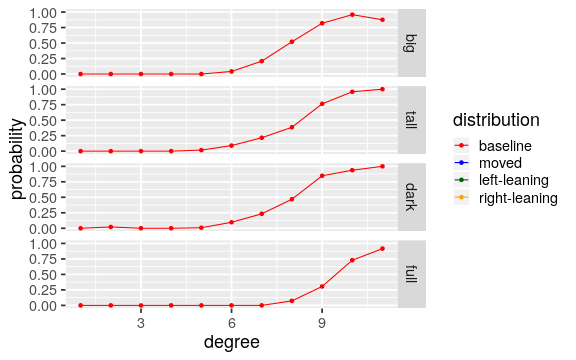 1.00
0.75
0.50
0.25
0.00
big
1.00
0.75
0.50
0.25
0.00
tall
1.00
0.75
0.50
0.25
0.00
dark
1.00
0.75
0.50
0.25
0.00
full
probability
3 6 9
degree
distribution
baseline
moved
left-leaning
right-leaning